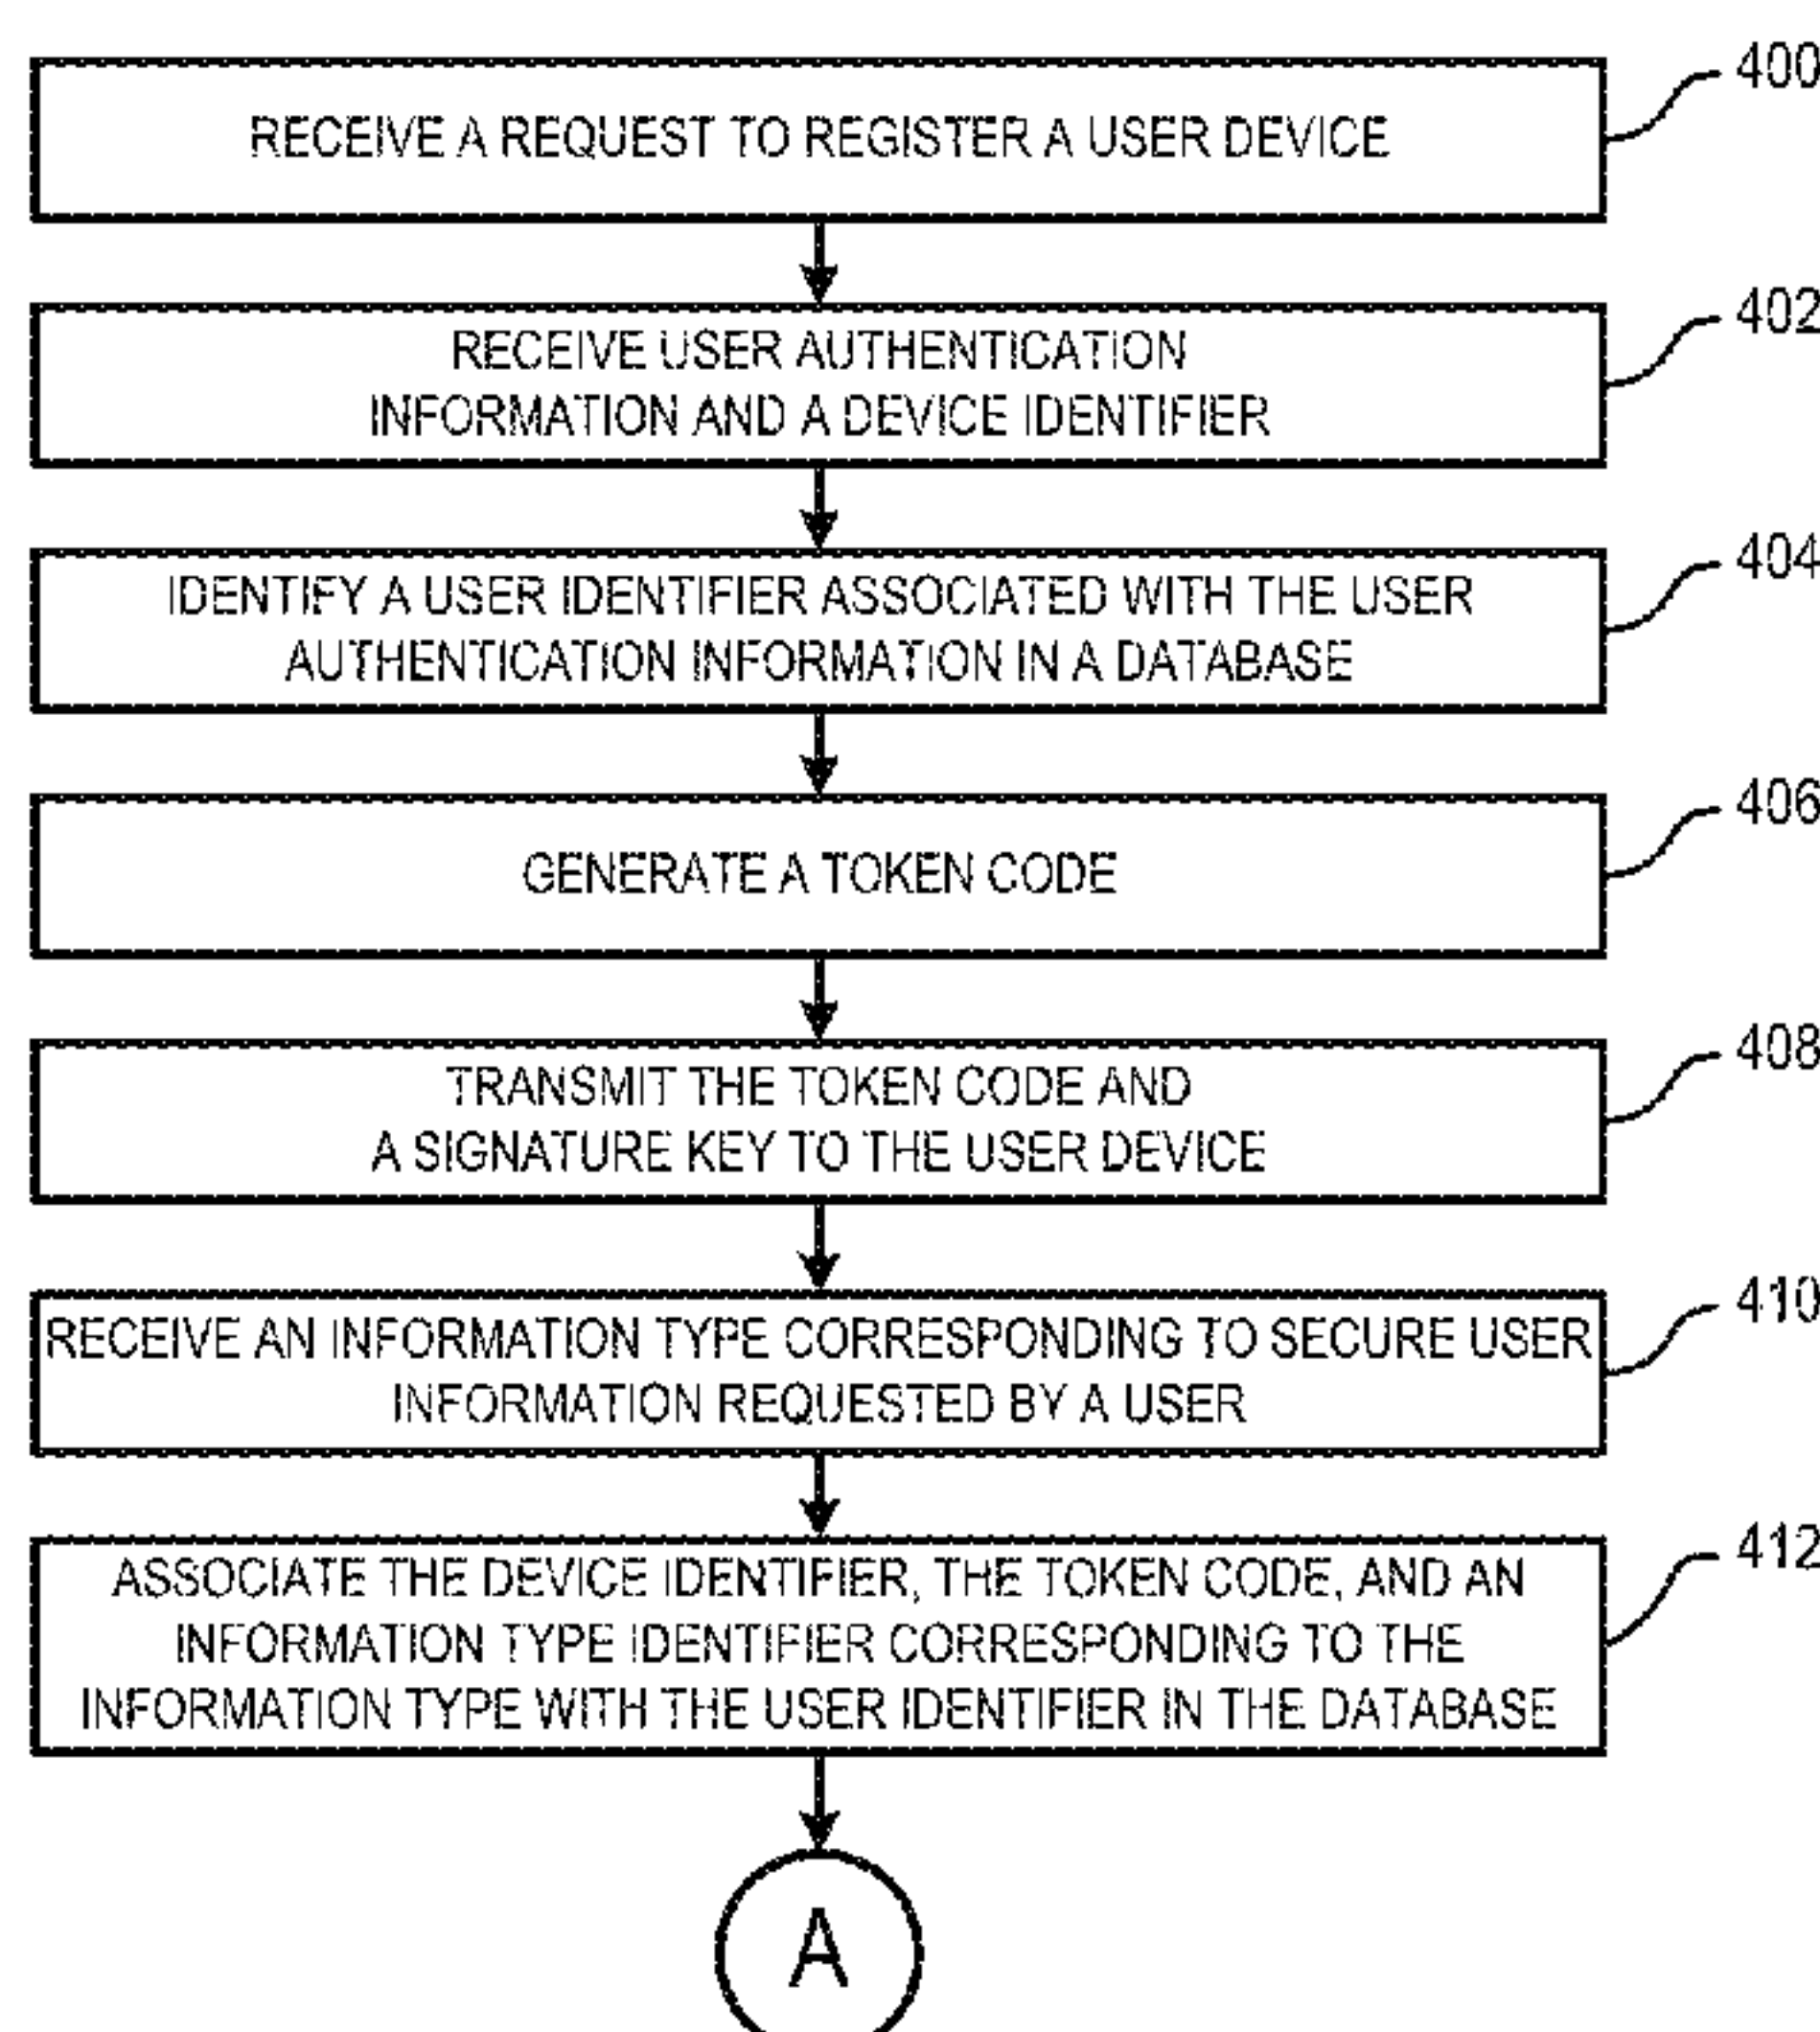 RECEIVE A REQUEST TO REGISTER A USER DEVICE
400
RECEIVE USER AUTHENTICATION
INFORMATION AND A DEVICE IDENTIFIER
402
IDENTIFY A USER IDENTIFIER ASSOCIATED WITH THE USER
AUTHENTICATION INFORMATION IN A DATABASE
404
GENERATE A TOKEN CODE
406
TRANSMIT THE TOKEN CODE AND
A SIGNATURE KEY TO THE USER DEVICE
408
RECEIVE AN INFORMATION TYPE CORRESPONDING TO SECURE USER
INFORMATION REQUESTED BY A USER
410
ASSOCIATE THE DEVICE IDENTIFIER, THE TOKEN CODE, AND AN
INFORMATION TYPE IDENTIFIER CORRESPONDING TO THE
INFORMATION TYPE WITH THE USER IDENTIFIER IN THE DATABASE
412
A